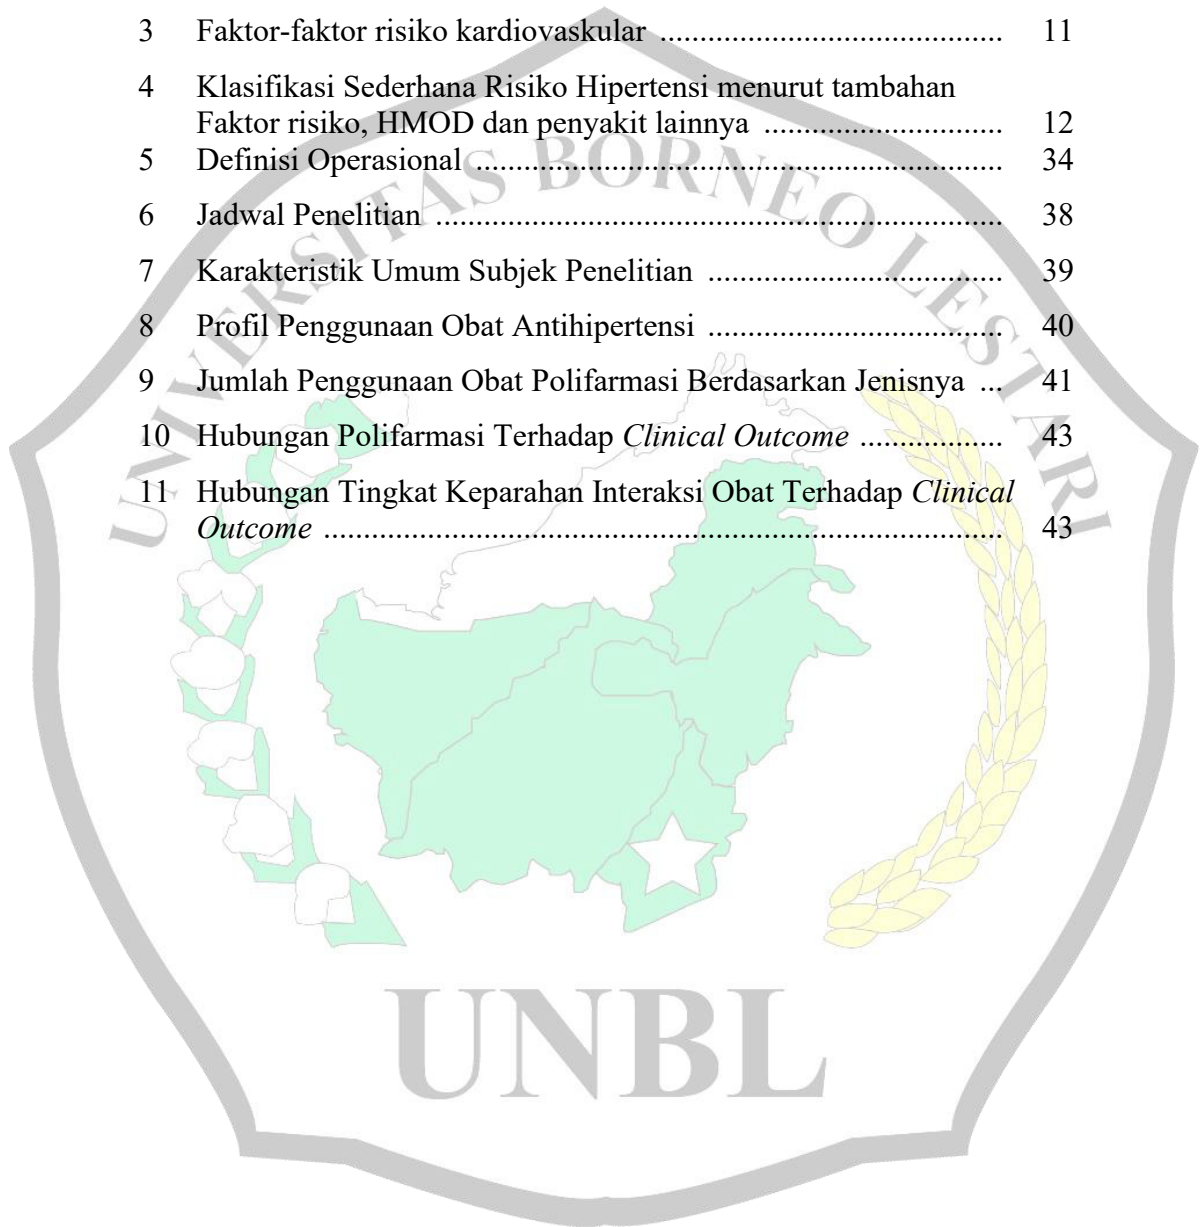 3 Faktor-faktor risiko kardiovaskular ...................................... 11
4 Klasifikasi Sederhana Risiko Hipertensi menurut tambahan
Faktor risiko, HMOD dan penyakit lainnya .......................... 12
5 Definisi Operasional .......................................................... 34
6 Jadwal Penelitian ............................................................... 38
7 Karakteristik Umum Subjek Penelitian ................................ 39
8 Profil Penggunaan Obat Antihipertensi ................................ 40
9 Jumlah Penggunaan Obat Polifarmasi Berdasarkan Jenisnya ... 41
10 Hubungan Polifarmasi Terhadap Clinical Outcome ................. 43
11 Hubungan Tingkat Keparahan Interaksi Obat Terhadap Clinical
Outcome ........................................................................... 43
UNIVERSITAS BORNEO LESTARI
UNBL